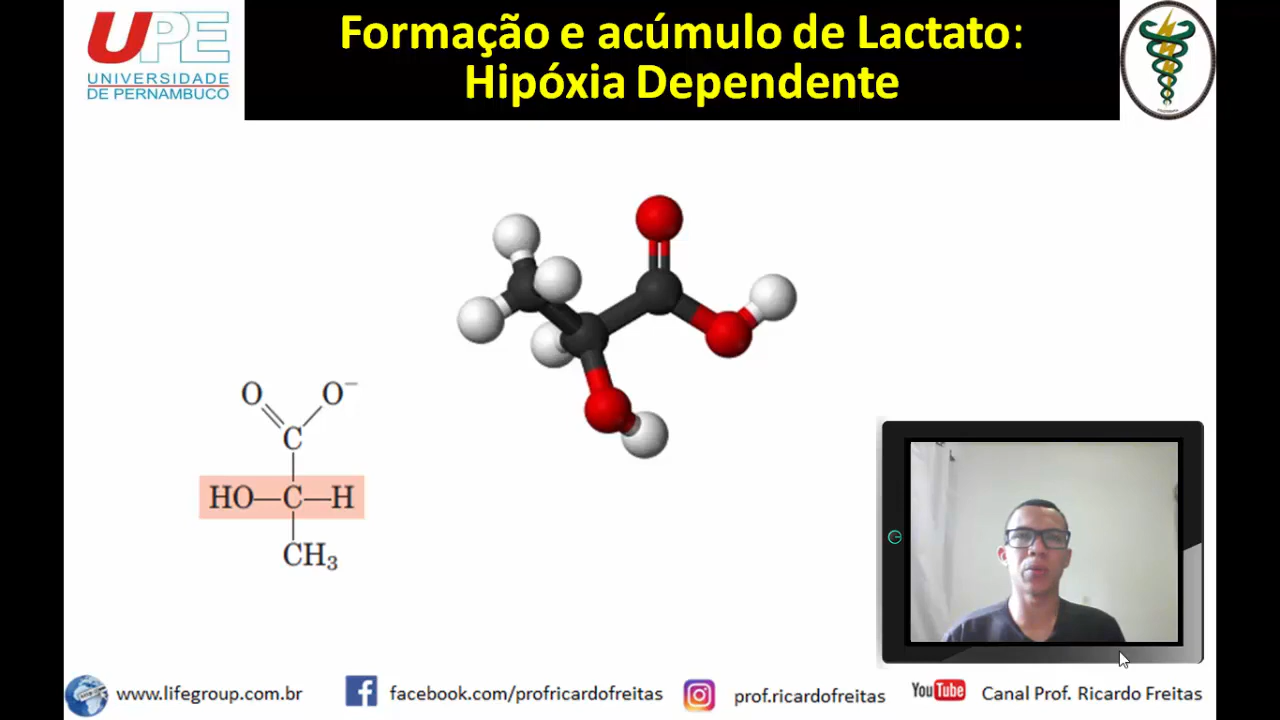 UPE
UNIVERSIDADE
DE PERNAMBUCO
Formação e acúmulo de Lactato:
Hipóxia Dependente
O O⁻
C
HO—C—H
CH₃
www.lifegroup.com.br
facebook.com/profricardofreitas
prof.ricardofreitas
YouTube
Canal Prof. Ricardo Freitas